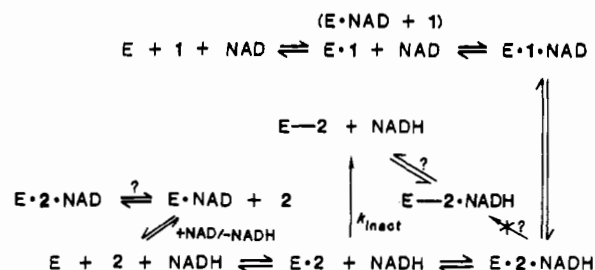 (E•NAD + 1)
E + 1 + NAD ⇌ E•1 + NAD ⇌ E•1•NAD
E—2 + NADH
?
E•2•NAD ?⇌ E•NAD + 2
k_inact
E—2•NADH
+NAD/-NADH
*?
E + 2 + NADH ⇌ E•2 + NADH ⇌ E•2•NADH